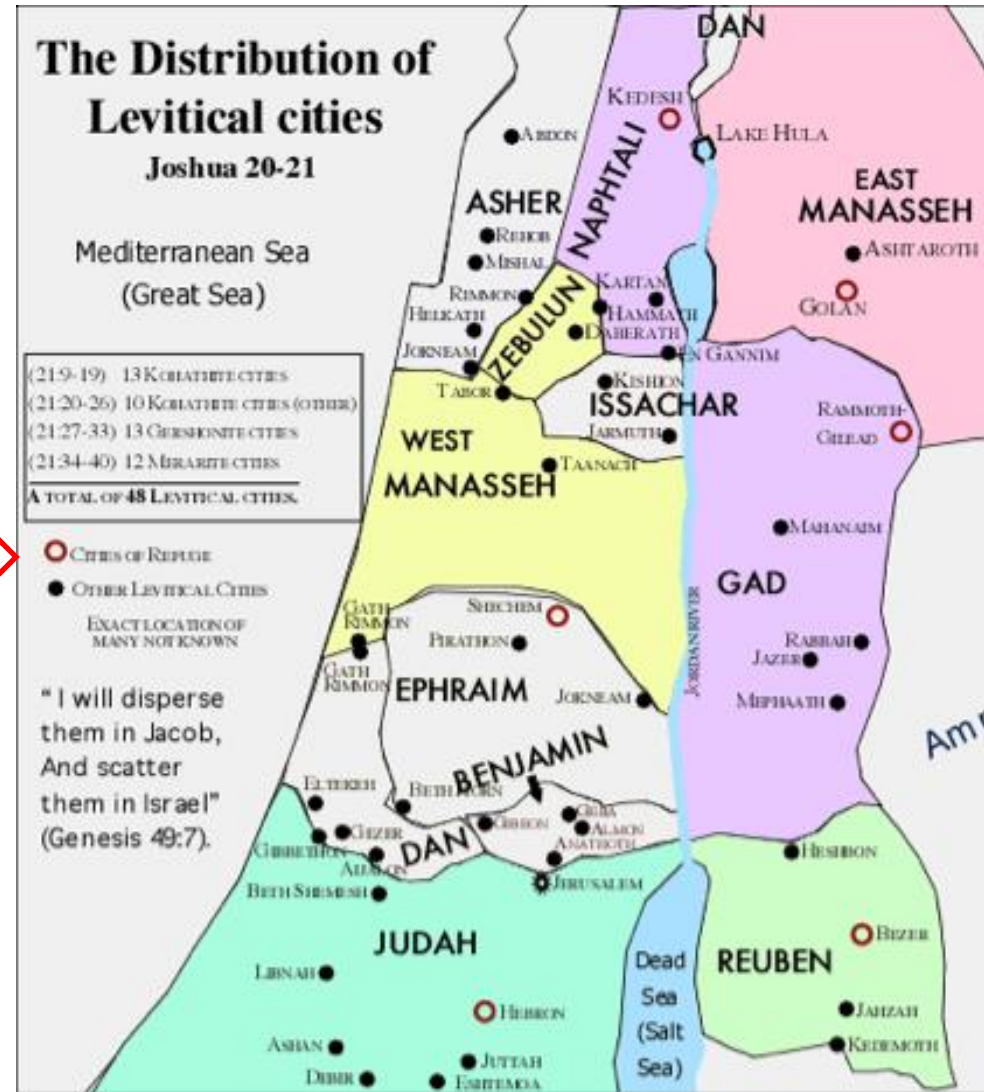 The Distribution of
Levitical cities
Joshua 20-21
Mediterranean Sea
(Great Sea)
(21:9-19) 13 KOHATHITE CITIES
(21:20-26) 10 KOHATHITE CITIES (OTHER)
(21:27-33) 13 GERSHONITE CITIES
(21:34-40) 12 MERARITE CITIES
A TOTAL OF 48 LEVITICAL CITIES.
CITIES OF REFUGE
OTHER LEVITICAL CITIES
EXACT LOCATION OF
MANY NOT KNOWN
" I will disperse
them in Jacob,
And scatter
them in Israel"
(Genesis 49:7).
DAN
KEDESH
LAKE HULA
ABDON
NAPHTALI
EAST
MANASSEH
ASHER
REHOB
MISHAL
ASHTAROTH
GOLAN
KARTAN
RIMMON
HAMMATH
HELKATH
ZEBULUN
DABERATH
JOKNEAM
EN GANNIM
TABOR
KISHION
ISSACHAR
RAMMOTH-
GILEAD
JARMUTH
WEST
MANASSEH
TAANACH
MAHANAIM
GAD
JORDAN RIVER
SHECHEM
GATH
RIMMON
PIRATHON
RABBAH
JAZER
GATH
RIMMON
EPHRAIM
JOKNEAM
MEPHAATH
BENJAMIN
ELTEKEH
GEBA
GIBEON
ALMON
GEZER
ANATHOTH
GIBBETHON
DAN
HESHBON
JERUSALEM
BETH SHEMESH
JUDAH
Dead
Sea
(Salt
Sea)
REUBEN
BEZER
LIBNAH
HEBRON
JAHZAH
ASHAN
JUTTAH
KEDEMOTH
DEBIR
ESHTEMOA